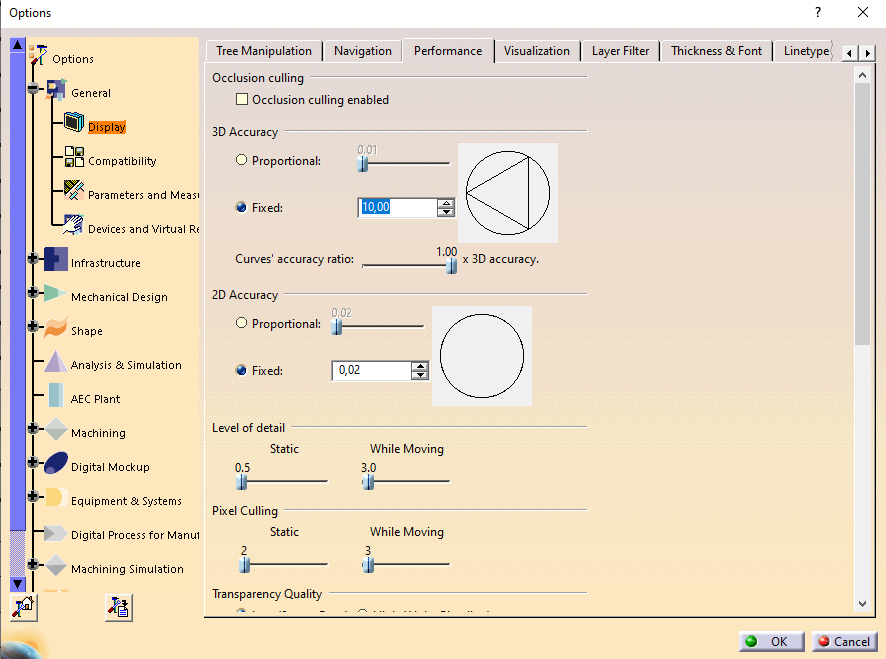 Options
?
Options
General
Display
Compatibility
Parameters and Measu
Devices and Virtual Re
Infrastructure
Mechanical Design
Shape
Analysis & Simulation
AEC Plant
Machining
Digital Mockup
Equipment & Systems
Digital Process for Manuf
Machining Simulation
Tree Manipulation Navigation Performance Visualization Layer Filter Thickness & Font Linetype
Occlusion culling
Occlusion culling enabled
3D Accuracy
0.01
Proportional:
Fixed: 10,00
1.00
Curves' accuracy ratio: x 3D accuracy.
2D Accuracy
0.02
Proportional:
Fixed: 0,02
Level of detail
Static While Moving
0.5 3.0
Pixel Culling
Static While Moving
2 3
Transparency Quality
OK Cancel